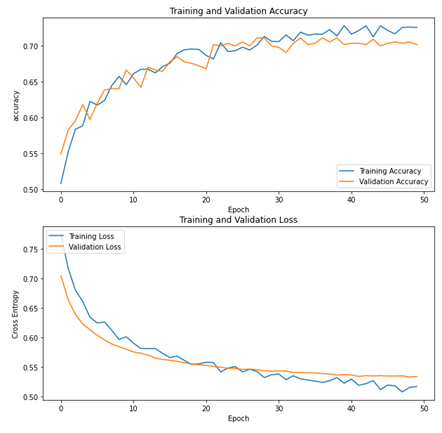 Training and Validation Accuracy
0.70
0.65
0.60
0.55
0.50
accuracy
Training Accuracy
Validation Accuracy
0 10 20 30 40 50
Epoch
Training and Validation Loss
Training Loss
Validation Loss
0.75
0.70
0.65
0.60
0.55
0.50
Cross Entropy
0 10 20 30 40 50
Epoch